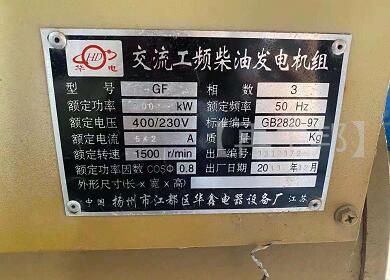 HD
华 电
交流工频柴油发电机组
型 号 GF 相 数 3
额定功率 kW 额定频率 50 Hz
额定电压 400/230V 标准编号 GB2820-97
额定电流 A 质 量 Kg
额定转速 1500 r/min 出厂编号
额定功率因数 COSΦ 0.8 出厂日期
外形尺寸(长×宽×高)
中国 扬州市江都区华鑫电器设备厂 江苏